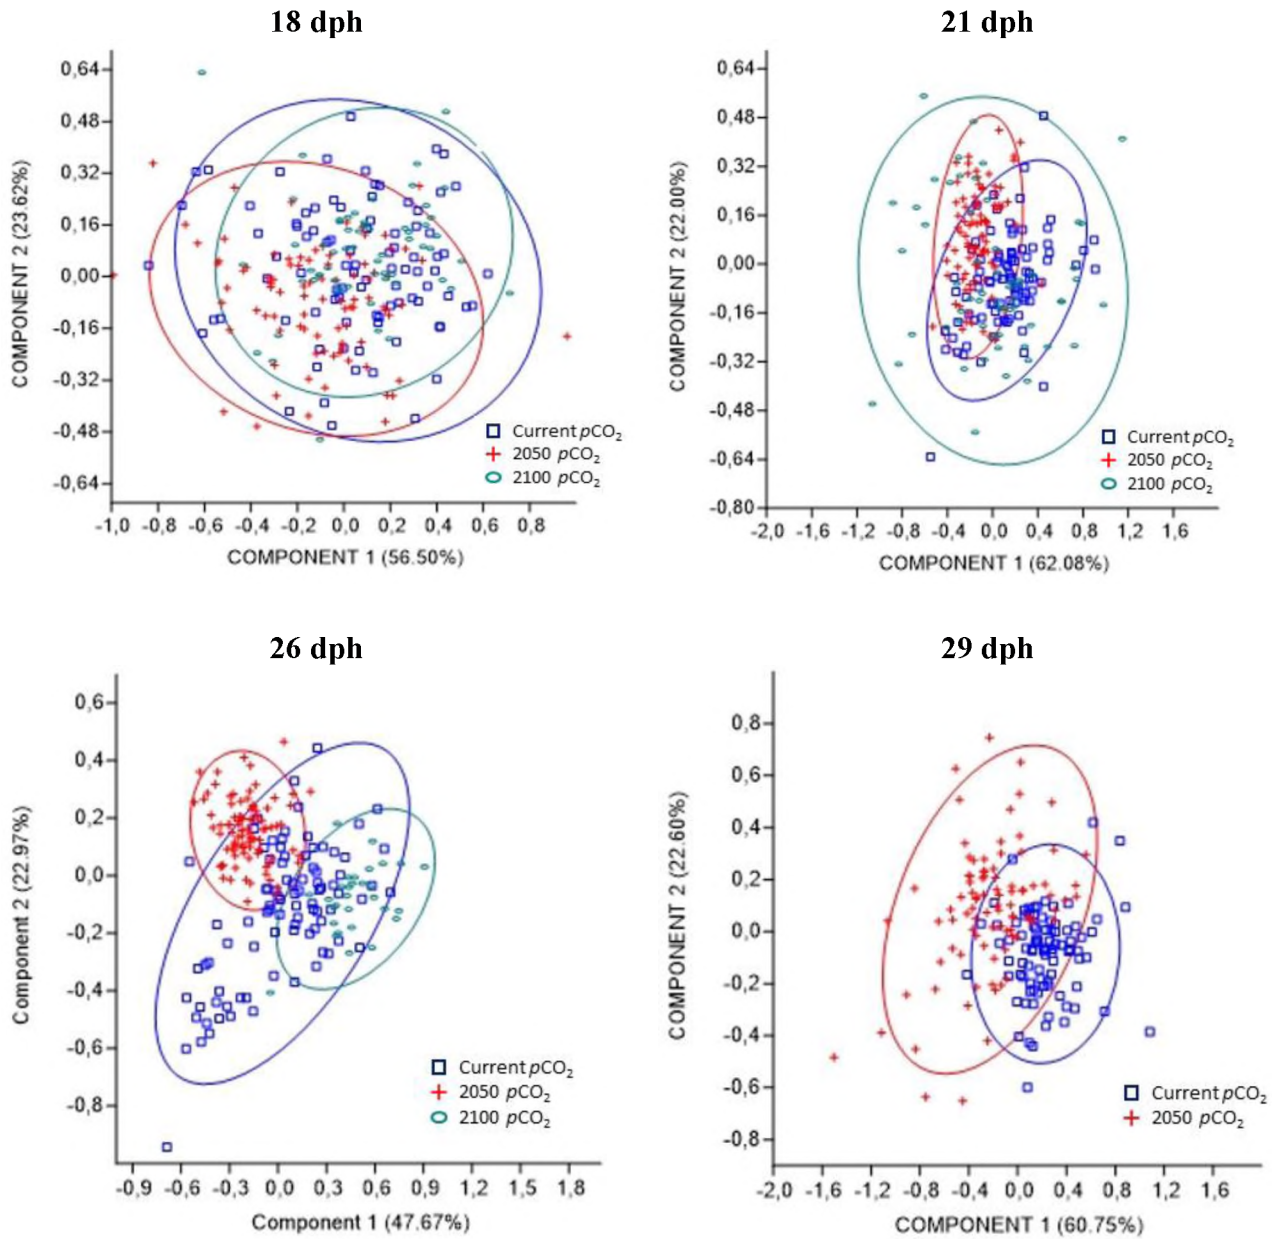 18 dph
0,64
0,48
0,32
0,16
0,00
-0,16
-0,32
-0,48
-0,64
COMPONENT 2 (23.62%)
-1,0 -0,8 -0,6 -0,4 -0,2 0,0 0,2 0,4 0,6 0,8
COMPONENT 1 (56.50%)
Current pCO2
2050 pCO2
2100 pCO2
21 dph
0,64
0,48
0,32
0,16
0,00
-0,16
-0,32
-0,48
-0,64
-0,80
COMPONENT 2 (22.00%)
-2,0 -1,6 -1,2 -0,8 -0,4 0,0 0,4 0,8 1,2 1,6
COMPONENT 1 (62.08%)
Current pCO2
2050 pCO2
2100 pCO2
26 dph
0,6
0,4
0,2
0,0
-0,2
-0,4
-0,6
-0,8
Component 2 (22.97%)
-0,9 -0,6 -0,3 0,0 0,3 0,6 0,9 1,2 1,5 1,8
Component 1 (47.67%)
Current pCO2
2050 pCO2
2100 pCO2
29 dph
0,8
0,6
0,4
0,2
0,0
-0,2
-0,4
-0,6
-0,8
COMPONENT 2 (22.60%)
-2,0 -1,6 -1,2 -0,8 -0,4 0,0 0,4 0,8 1,2 1,6
COMPONENT 1 (60.75%)
Current pCO2
2050 pCO2